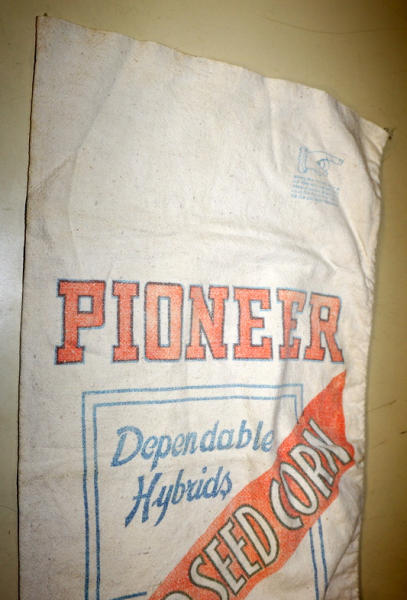 PIONEER
Dependable
Hybrids
SEED CORN